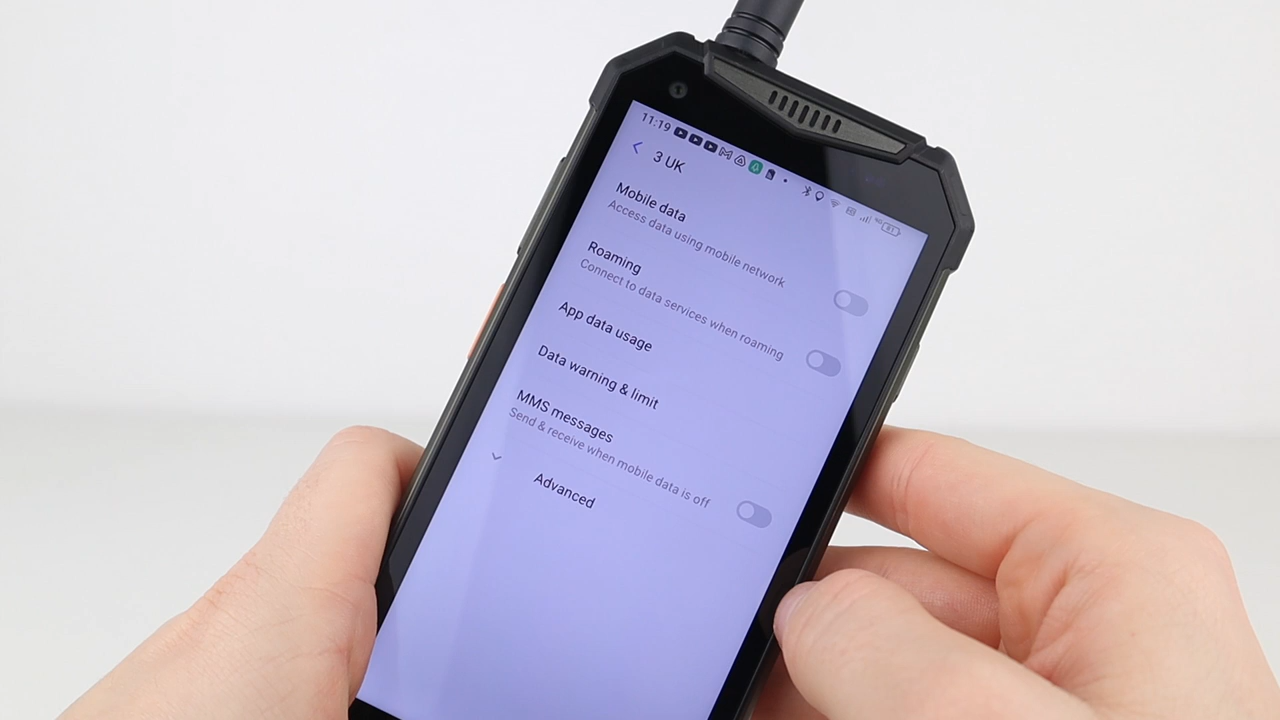 11:19
3 UK
Mobile data
Access data using mobile network
Roaming
Connect to data services when roaming
App data usage
Data warning & limit
MMS messages
Send & receive when mobile data is off
Advanced